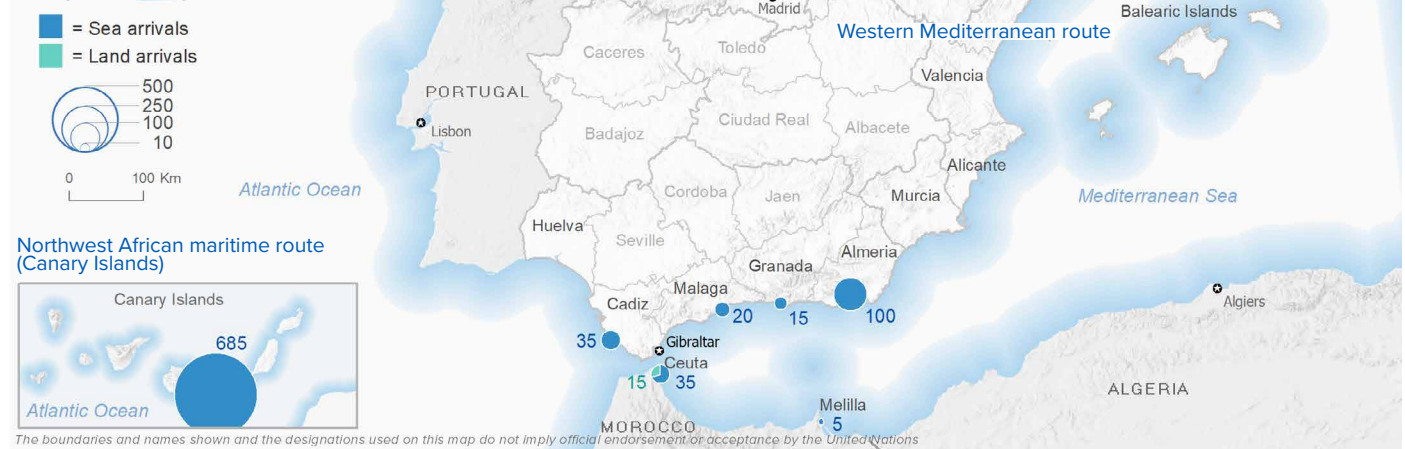 Madrid
Balearic Islands
= Sea arrivals
Western Mediterranean route
= Land arrivals
Caceres
Toledo
Valencia
500
250
100
10
PORTUGAL
Lisbon
Badajoz
Ciudad Real
Albacete
Alicante
0 100 Km
Atlantic Ocean
Cordoba
Jaen
Murcia
Mediterranean Sea
Huelva
Seville
Northwest African maritime route
(Canary Islands)
Almeria
Granada
Malaga
Canary Islands
Cadiz
Algiers
20
15
100
685
35
Gibraltar
Ceuta
15
35
ALGERIA
Atlantic Ocean
Melilla
5
MOROCCO
The boundaries and names shown and the designations used on this map do not imply official endorsement or acceptance by the United Nations